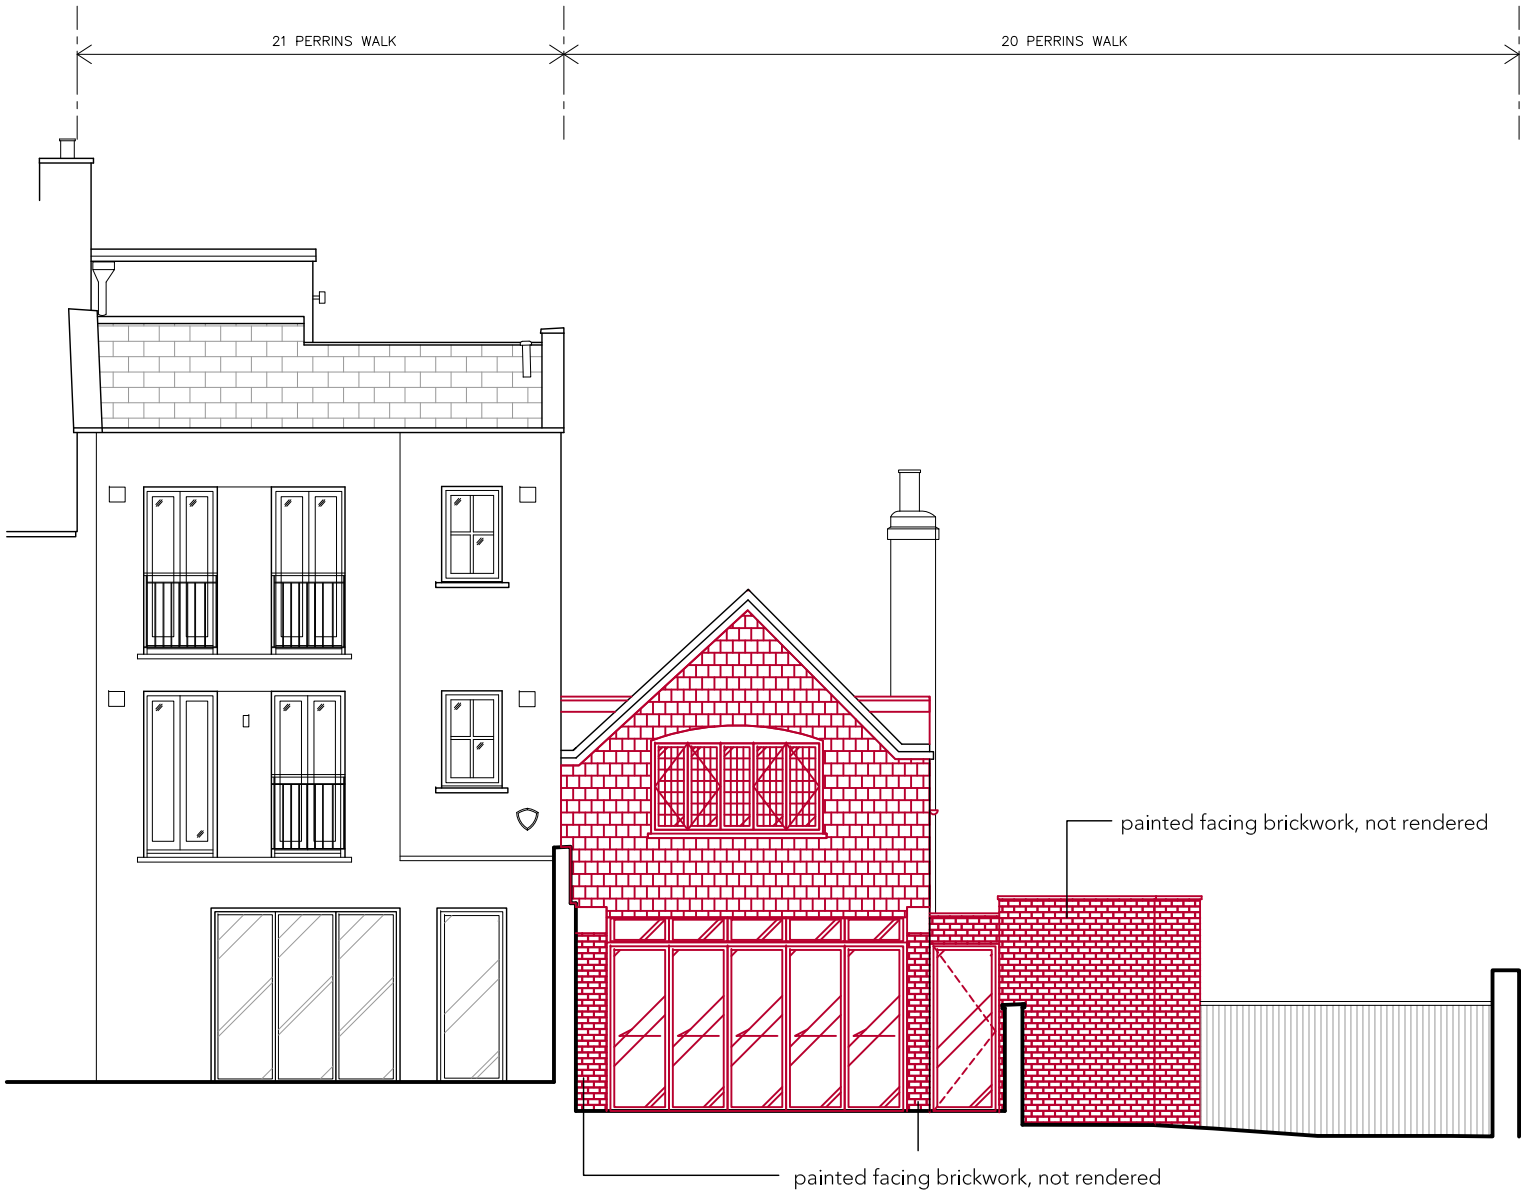 21 PERRINS WALK
20 PERRINS WALK
painted facing brickwork, not rendered
painted facing brickwork, not rendered